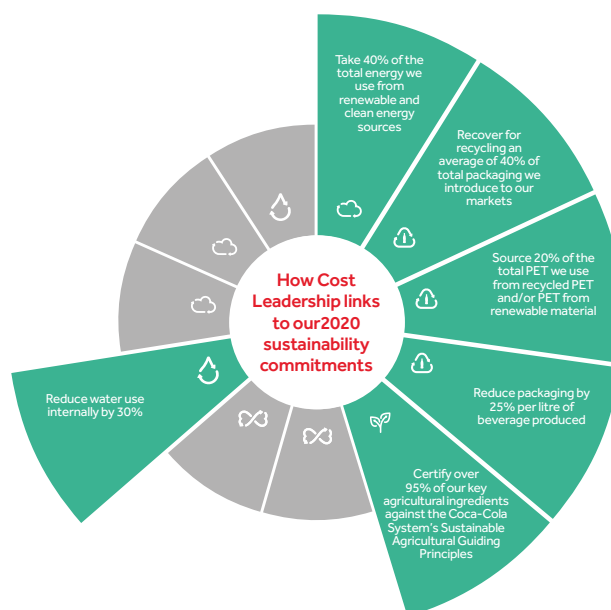 Take 40% of the
total energy we
use from
renewable and
clean energy
sources
Recover for
recycling an
average of 40% of
total packaging we
introduce to our
markets
Source 20% of the
total PET we use
from recycled PET
and/or PET from
renewable material
Reduce packaging by
25% per litre of
beverage produced
Certify over
95% of our key
agricultural ingredients
against the Coca-Cola
System's Sustainable
Agricultural Guiding
Principles
Reduce water use
internally by 30%
How Cost
Leadership links
to our2020
sustainability
commitments